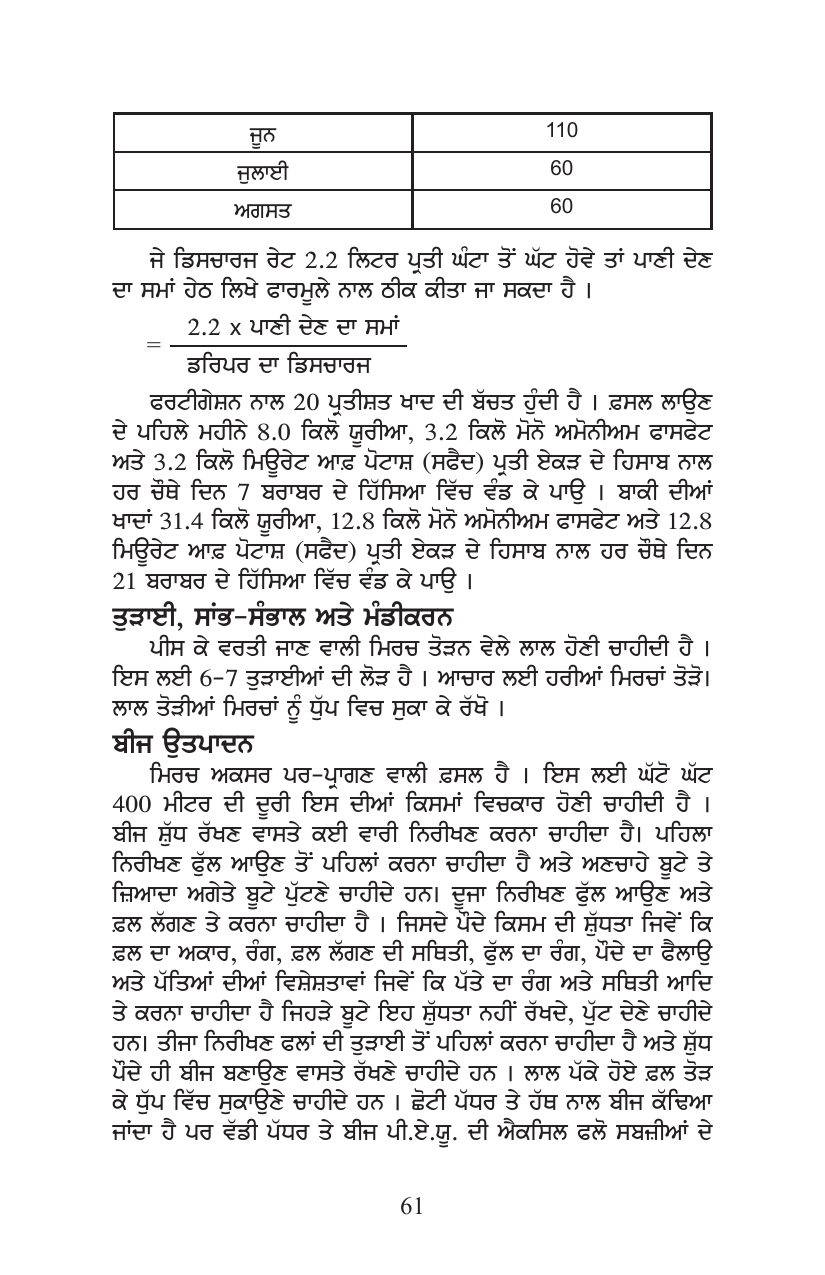 ਜੂਨ 110
ਜੁਲਾਈ 60
ਅਗਸਤ 60
ਜੇ ਡਿਸਚਾਰਜ ਰੇਟ 2.2 ਲਿਟਰ ਪ੍ਰਤੀ ਘੰਟਾ ਤੋਂ ਘੱਟ ਹੋਵੇ ਤਾਂ ਪਾਣੀ ਦੇਣ
ਦਾ ਸਮਾਂ ਹੇਠ ਲਿਖੇ ਫਾਰਮੂਲੇ ਨਾਲ ਠੀਕ ਕੀਤਾ ਜਾ ਸਕਦਾ ਹੈ ।
2.2 x ਪਾਣੀ ਦੇਣ ਦਾ ਸਮਾਂ
=
ਡਰਿਪਰ ਦਾ ਡਿਸਚਾਰਜ
ਫਰਟੀਗੇਸ਼ਨ ਨਾਲ 20 ਪ੍ਰਤੀਸ਼ਤ ਖਾਦ ਦੀ ਬੱਚਤ ਹੁੰਦੀ ਹੈ । ਫ਼ਸਲ ਲਾਉਣ
ਦੇ ਪਹਿਲੇ ਮਹੀਨੇ 8.0 ਕਿਲੋ ਯੂਰੀਆ, 3.2 ਕਿਲੋ ਮੋਨੋ ਅਮੋਨੀਅਮ ਫਾਸਫੇਟ
ਅਤੇ 3.2 ਕਿਲੋ ਮਿਊਰੇਟ ਆਫ਼ ਪੋਟਾਸ਼ (ਸਫੈਦ) ਪ੍ਰਤੀ ਏਕੜ ਦੇ ਹਿਸਾਬ ਨਾਲ
ਹਰ ਚੌਥੇ ਦਿਨ 7 ਬਰਾਬਰ ਦੇ ਹਿੱਸਿਆ ਵਿੱਚ ਵੰਡ ਕੇ ਪਾਉ । ਬਾਕੀ ਦੀਆਂ
ਖਾਦਾਂ 31.4 ਕਿਲੋ ਯੂਰੀਆ, 12.8 ਕਿਲੋ ਮੋਨੋ ਅਮੋਨੀਅਮ ਫਾਸਫੇਟ ਅਤੇ 12.8
ਮਿਊਰੇਟ ਆਫ਼ ਪੋਟਾਸ਼ (ਸਫੈਦ) ਪ੍ਰਤੀ ਏਕੜ ਦੇ ਹਿਸਾਬ ਨਾਲ ਹਰ ਚੌਥੇ ਦਿਨ
21 ਬਰਾਬਰ ਦੇ ਹਿੱਸਿਆ ਵਿੱਚ ਵੰਡ ਕੇ ਪਾਉ ।
ਤੁੜਾਈ, ਸਾਂਭ-ਸੰਭਾਲ ਅਤੇ ਮੰਡੀਕਰਨ
ਪੀਸ ਕੇ ਵਰਤੀ ਜਾਣ ਵਾਲੀ ਮਿਰਚ ਤੋੜਨ ਵੇਲੇ ਲਾਲ ਹੋਣੀ ਚਾਹੀਦੀ ਹੈ ।
ਇਸ ਲਈ 6-7 ਤੁੜਾਈਆਂ ਦੀ ਲੋੜ ਹੈ । ਆਚਾਰ ਲਈ ਹਰੀਆਂ ਮਿਰਚਾਂ ਤੋੜੋ।
ਲਾਲ ਤੋੜੀਆਂ ਮਿਰਚਾਂ ਨੂੰ ਧੁੱਪ ਵਿਚ ਸੁਕਾ ਕੇ ਰੱਖੋ ।
ਬੀਜ ਉਤਪਾਦਨ
ਮਿਰਚ ਅਕਸਰ ਪਰ-ਪ੍ਰਾਗਣ ਵਾਲੀ ਫ਼ਸਲ ਹੈ । ਇਸ ਲਈ ਘੱਟੋ ਘੱਟ
400 ਮੀਟਰ ਦੀ ਦੂਰੀ ਇਸ ਦੀਆਂ ਕਿਸਮਾਂ ਵਿਚਕਾਰ ਹੋਣੀ ਚਾਹੀਦੀ ਹੈ ।
ਬੀਜ ਸ਼ੁੱਧ ਰੱਖਣ ਵਾਸਤੇ ਕਈ ਵਾਰੀ ਨਿਰੀਖਣ ਕਰਨਾ ਚਾਹੀਦਾ ਹੈ। ਪਹਿਲਾ
ਨਿਰੀਖਣ ਫੁੱਲ ਆਉਣ ਤੋਂ ਪਹਿਲਾਂ ਕਰਨਾ ਚਾਹੀਦਾ ਹੈ ਅਤੇ ਅਣਚਾਹੇ ਬੂਟੇ ਤੇ
ਜ਼ਿਆਦਾ ਅਗੇਤੇ ਬੂਟੇ ਪੁੱਟਣੇ ਚਾਹੀਦੇ ਹਨ। ਦੂਜਾ ਨਿਰੀਖਣ ਫੁੱਲ ਆਉਣ ਅਤੇ
ਫ਼ਲ ਲੱਗਣ ਤੇ ਕਰਨਾ ਚਾਹੀਦਾ ਹੈ । ਜਿਸਦੇ ਪੌਦੇ ਕਿਸਮ ਦੀ ਸ਼ੁੱਧਤਾ ਜਿਵੇਂ ਕਿ
ਫ਼ਲ ਦਾ ਅਕਾਰ, ਰੰਗ, ਫ਼ਲ ਲੱਗਣ ਦੀ ਸਥਿਤੀ, ਫੁੱਲ ਦਾ ਰੰਗ, ਪੌਦੇ ਦਾ ਫੈਲਾਉ
ਅਤੇ ਪੱਤਿਆਂ ਦੀਆਂ ਵਿਸ਼ੇਸ਼ਤਾਵਾਂ ਜਿਵੇਂ ਕਿ ਪੱਤੇ ਦਾ ਰੰਗ ਅਤੇ ਸਥਿਤੀ ਆਦਿ
ਤੇ ਕਰਨਾ ਚਾਹੀਦਾ ਹੈ ਜਿਹੜੇ ਬੂਟੇ ਇਹ ਸ਼ੁੱਧਤਾ ਨਹੀਂ ਰੱਖਦੇ, ਪੁੱਟ ਦੇਣੇ ਚਾਹੀਦੇ
ਹਨ। ਤੀਜਾ ਨਿਰੀਖਣ ਫਲਾਂ ਦੀ ਤੁੜਾਈ ਤੋਂ ਪਹਿਲਾਂ ਕਰਨਾ ਚਾਹੀਦਾ ਹੈ ਅਤੇ ਸ਼ੁੱਧ
ਪੌਦੇ ਹੀ ਬੀਜ ਬਣਾਉਣ ਵਾਸਤੇ ਰੱਖਣੇ ਚਾਹੀਦੇ ਹਨ । ਲਾਲ ਪੱਕੇ ਹੋਏ ਫ਼ਲ ਤੋੜ
ਕੇ ਧੁੱਪ ਵਿੱਚ ਸੁਕਾਉਣੇ ਚਾਹੀਦੇ ਹਨ । ਛੋਟੀ ਪੱਧਰ ਤੇ ਹੱਥ ਨਾਲ ਬੀਜ ਕੱਢਿਆ
ਜਾਂਦਾ ਹੈ ਪਰ ਵੱਡੀ ਪੱਧਰ ਤੇ ਬੀਜ ਪੀ.ਏ.ਯੂ. ਦੀ ਐਕਸਿਲ ਫਲੋ ਸਬਜ਼ੀਆਂ ਦੇ
61